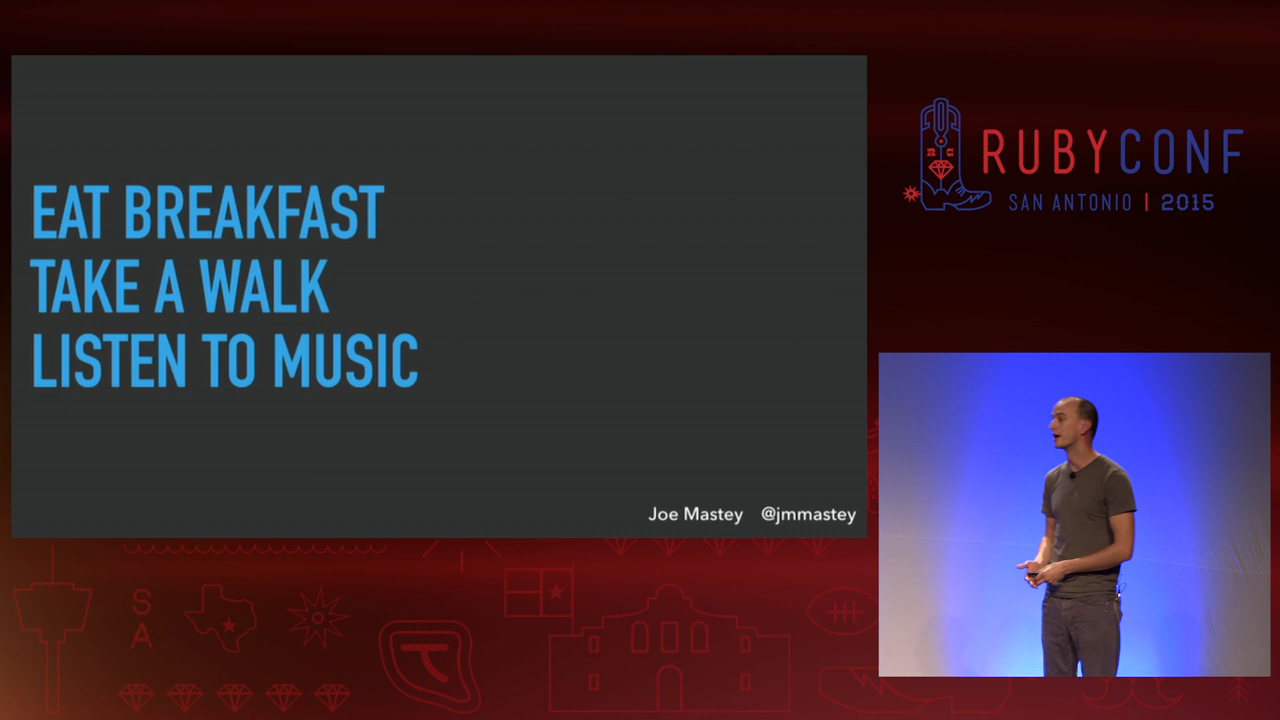 EAT BREAKFAST
TAKE A WALK
LISTEN TO MUSIC
Joe Mastey @jmmastey
RUBYCONF
SAN ANTONIO | 2015
S
A